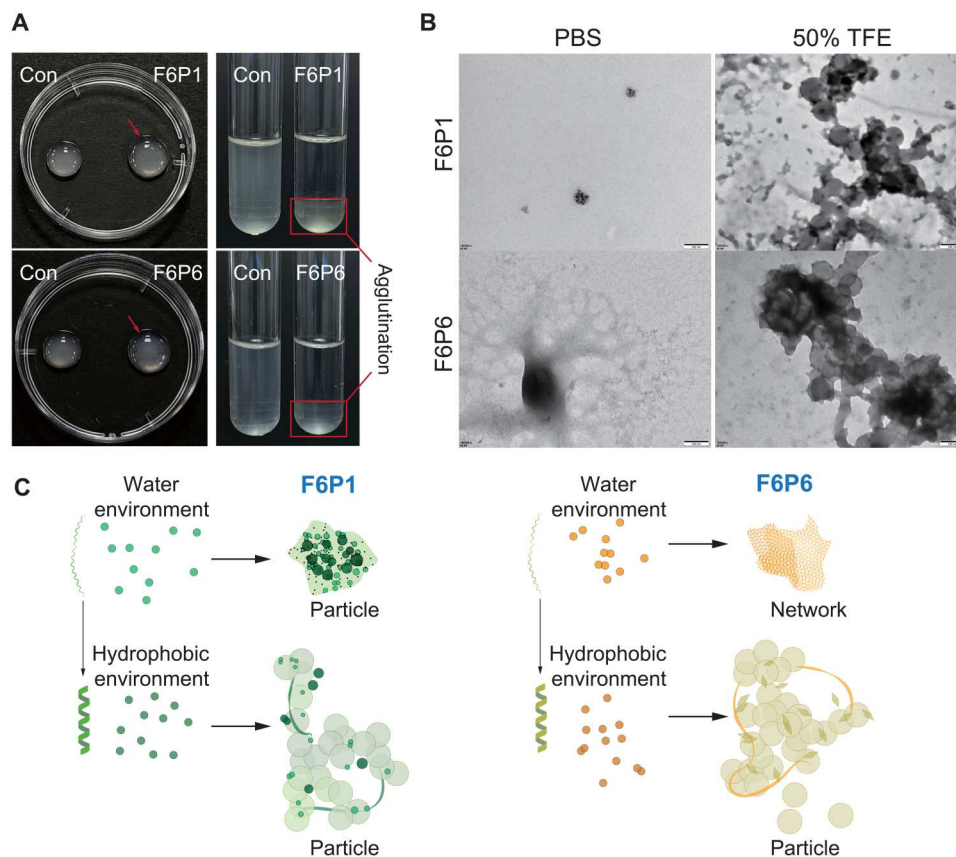 A
Con
F6P1
Con
F6P1
Con
F6P6
Con
F6P6
Agglutination
B
PBS
50% TFE
F6P1
F6P6
C
Water
environment
F6P1
Particle
Hydrophobic
environment
Particle
Water
environment
F6P6
Network
Hydrophobic
environment
Particle